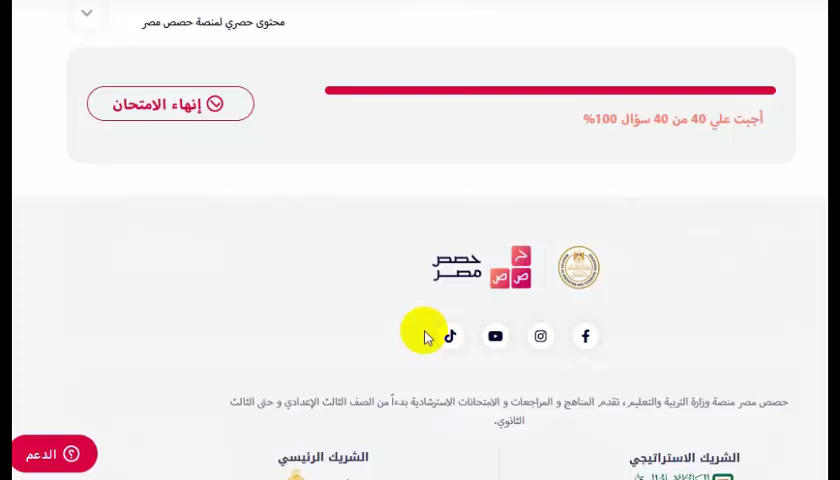 محتوى حصري لمنصة حصص مصر
إنهاء الامتحان
أجبت علي 40 من 40 سؤال 100%
حصص
مصر
حصص مصر منصة وزارة التربية والتعليم ، نقدم المناهج و المراجعات و الامتحانات الاسترشادية بدءاً من الصف الثالث الإعدادي و حتى الثالث
الثانوي.
الشريك الاستراتيجي
الشريك الرئيسي
الدعم